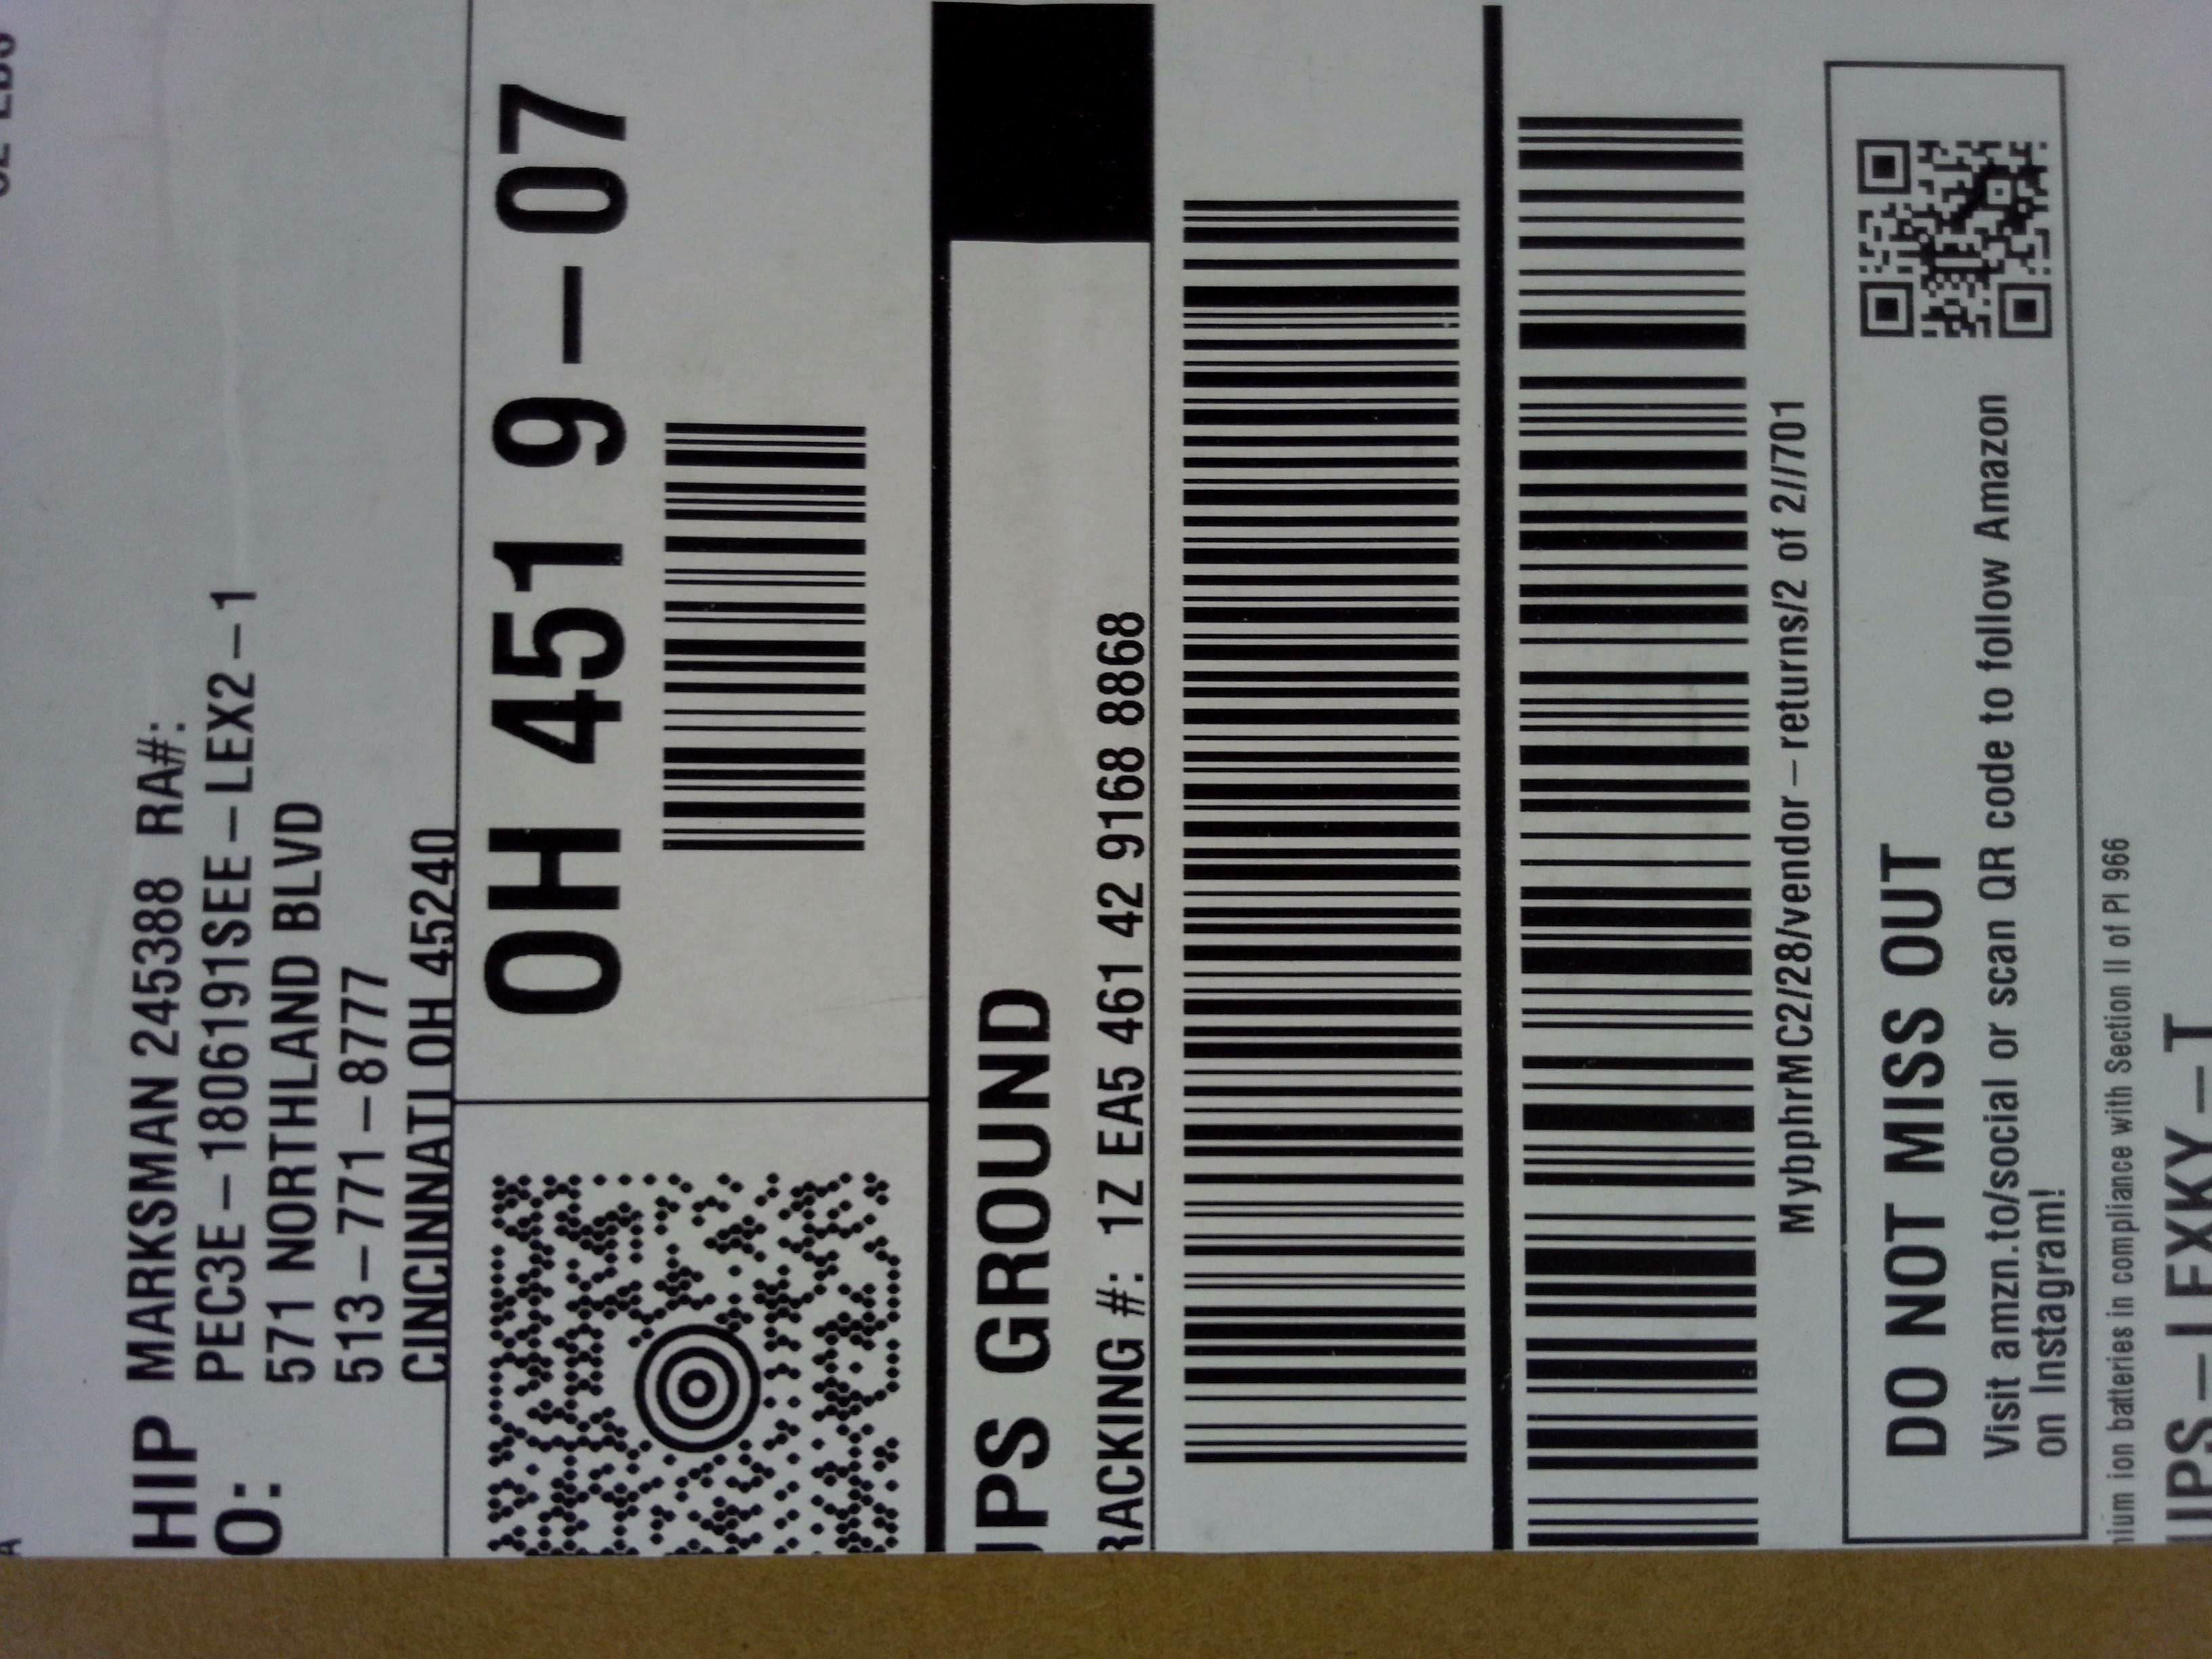 HIP MARKSMAN 245388 RA#:
O: PEC3E-1806191SEE-LEX2-1
571 NORTHLAND BLVD
513-771-8777
CINCINNATI OH 45240
OH 451 9-07
UPS GROUND
RACKING #: 1Z EA5 461 42 9168 8868
MybphrMC2/28/vendor-returns/2 of 2//701
DO NOT MISS OUT
Visit amzn.to/social or scan QR code to follow Amazon
on Instagram!
ion batteries in compliance with Section II of PI 966
UPS-LEXKY-T